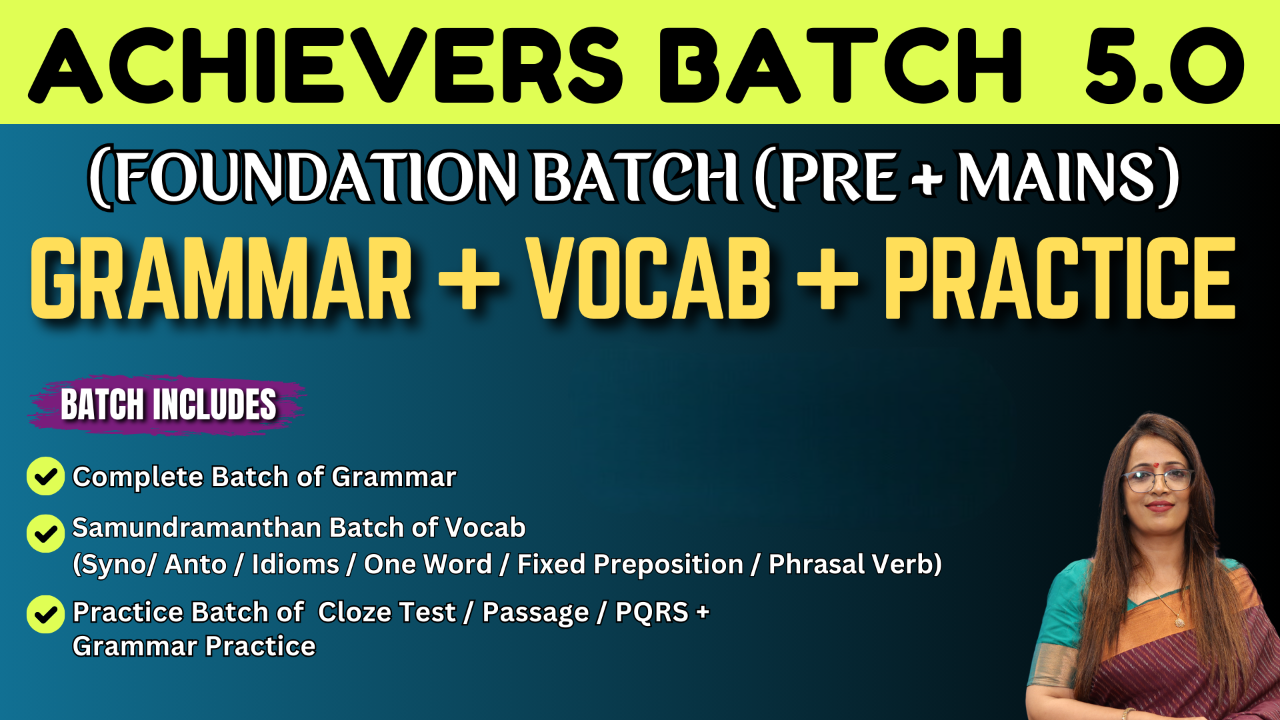 ACHIEVERS BATCH 5.0
(FOUNDATION BATCH (PRE + MAINS)
GRAMMAR + VOCAB + PRACTICE
BATCH INCLUDES
Complete Batch of Grammar
Samundramanthan Batch of Vocab
(Syno/ Anto / Idioms / One Word / Fixed Preposition / Phrasal Verb)
Practice Batch of Cloze Test / Passage / PQRS +
Grammar Practice